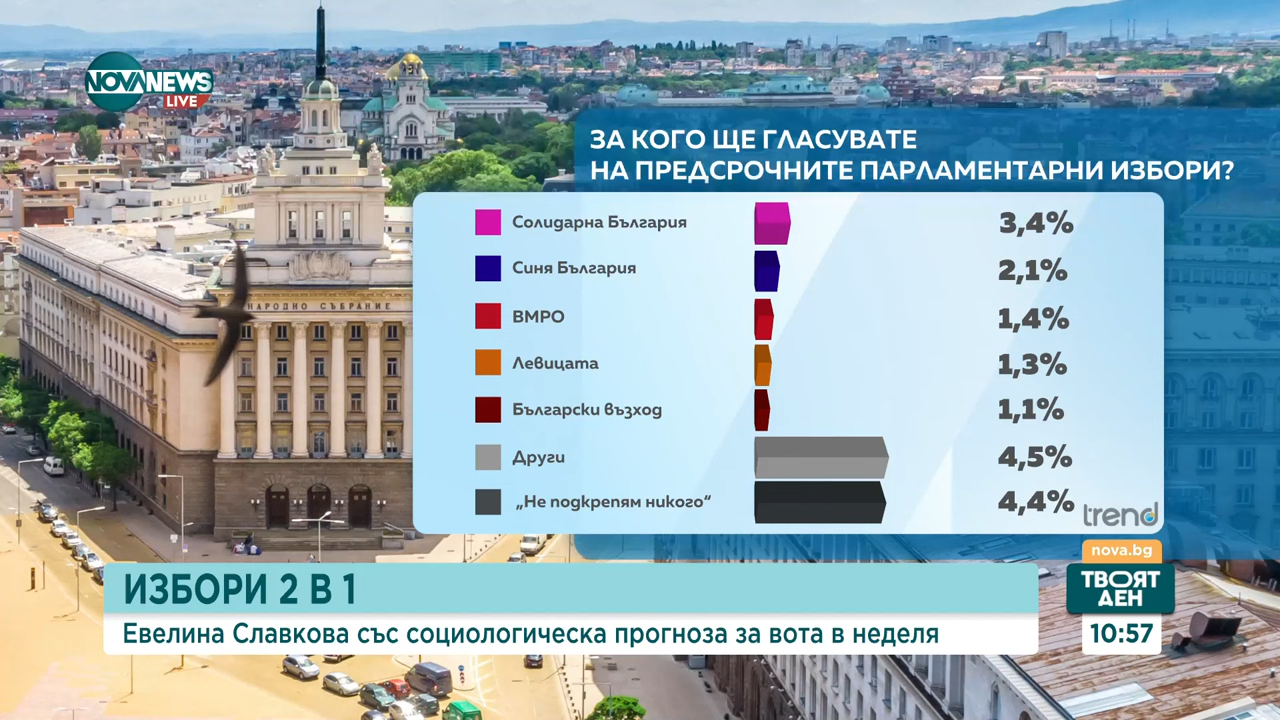 NOVANEWS
LIVE
ЗА КОГО ЩЕ ГЛАСУВАТЕ
НА ПРЕДСРОЧНИТЕ ПАРЛАМЕНТАРНИ ИЗБОРИ?
Солидарна България 3,4%
Синя България 2,1%
ВМРО 1,4%
Левицата 1,3%
Български възход 1,1%
Други 4,5%
„Не подкрепям никого“ 4,4%
trend
НАРОДНО СЪБРАНИЕ
nova.bg
ТВОЯТ
ДЕН
10:57
ИЗБОРИ 2 В 1
Евелина Славкова със социологическа прогноза за вота в неделя